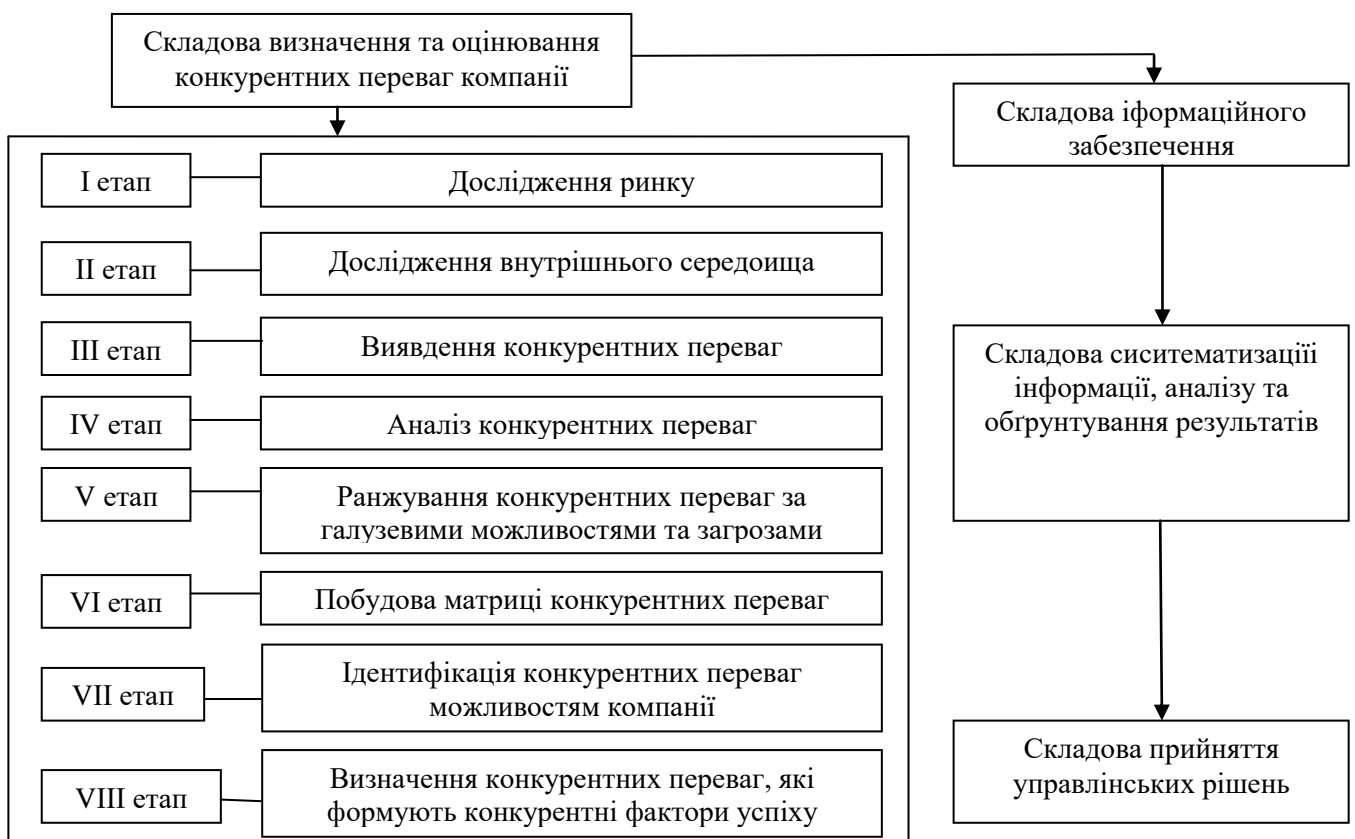 Складова визначення та оцінювання
конкурентних переваг компанії
Складова іформаційного
забезпечення
I етап
Дослідження ринку
II етап
Дослідження внутрішнього середоища
III етап
Виявдення конкурентних переваг
Складова сиситематизаціїі
інформації, аналізу та
обґрунтування результатів
IV етап
Аналіз конкурентних переваг
V етап
Ранжування конкурентних переваг за
галузевими можливостями та загрозами
VI етап
Побудова матриці конкурентних переваг
VII етап
Ідентифікація конкурентних переваг
можливостям компанії
Складова прийняття
управлінських рішень
VIII етап
Визначення конкурентних переваг, які
формують конкурентні фактори успіху